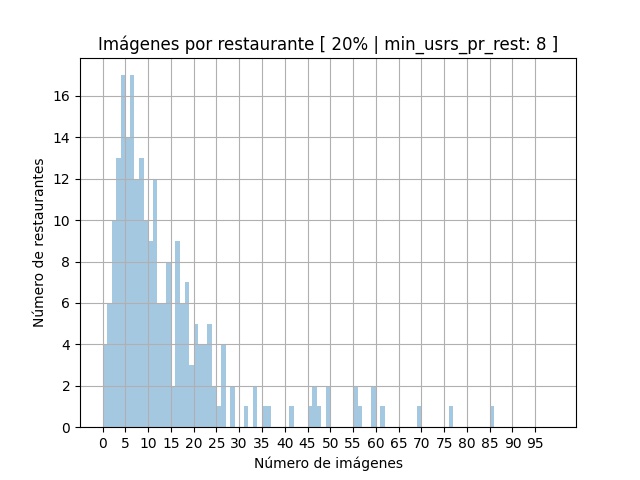 Imágenes por restaurante [ 20% | min_usrs_pr_rest: 8 ]
Número de restaurantes
16
14
12
10
8
6
4
2
0
0 5 10 15 20 25 30 35 40 45 50 55 60 65 70 75 80 85 90 95
Número de imágenes